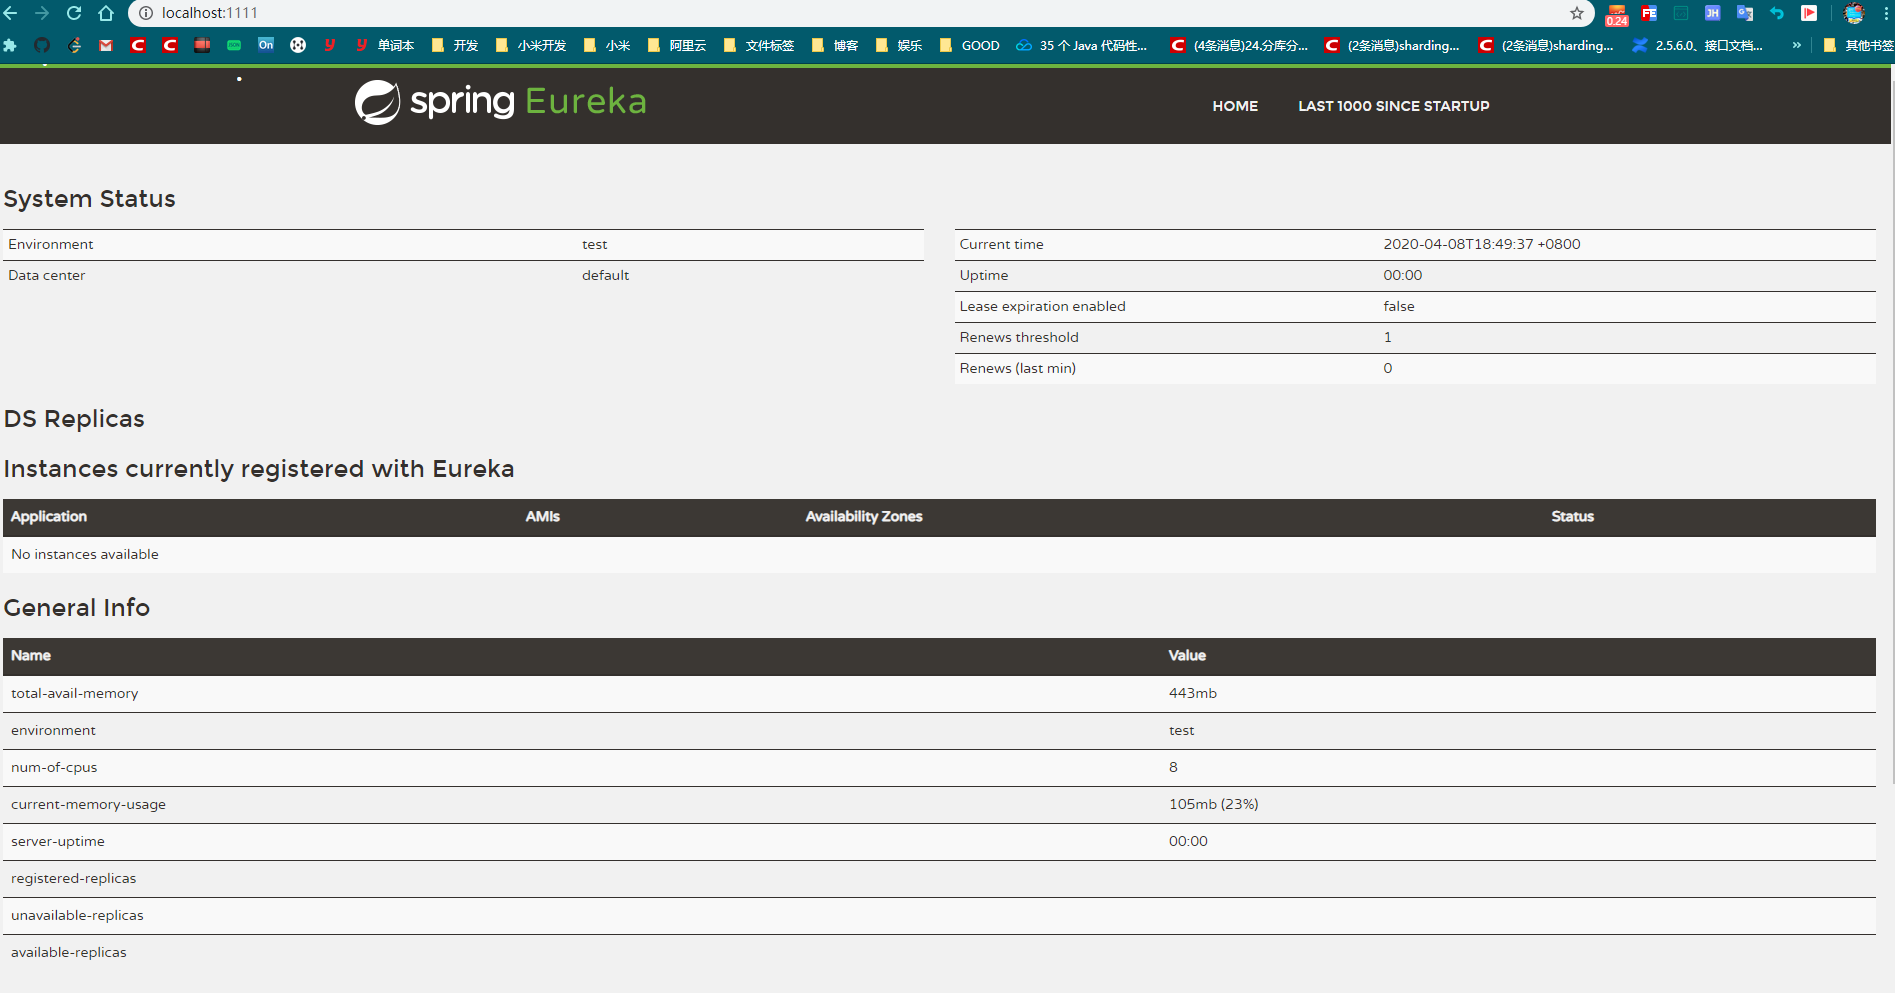 localhost:1111
0.24 FE JH G
On y y 单词本 开发 小米开发 小米 阿里云 文件标签 博客 娱乐 GOOD 35 个 Java 代码性... C (4条消息)24.分库分... C (2条消息)sharding... C (2条消息)sharding... 2.5.6.0、接口文档... » 其他书签
spring Eureka HOME LAST 1000 SINCE STARTUP
System Status
Environment test Current time 2020-04-08T18:49:37 +0800
Data center default Uptime 00:00
Lease expiration enabled false
Renews threshold 1
Renews (last min) 0
DS Replicas
Instances currently registered with Eureka
Application AMIs Availability Zones Status
No instances available
General Info
Name Value
total-avail-memory 443mb
environment test
num-of-cpus 8
current-memory-usage 105mb (23%)
server-uptime 00:00
registered-replicas
unavailable-replicas
available-replicas